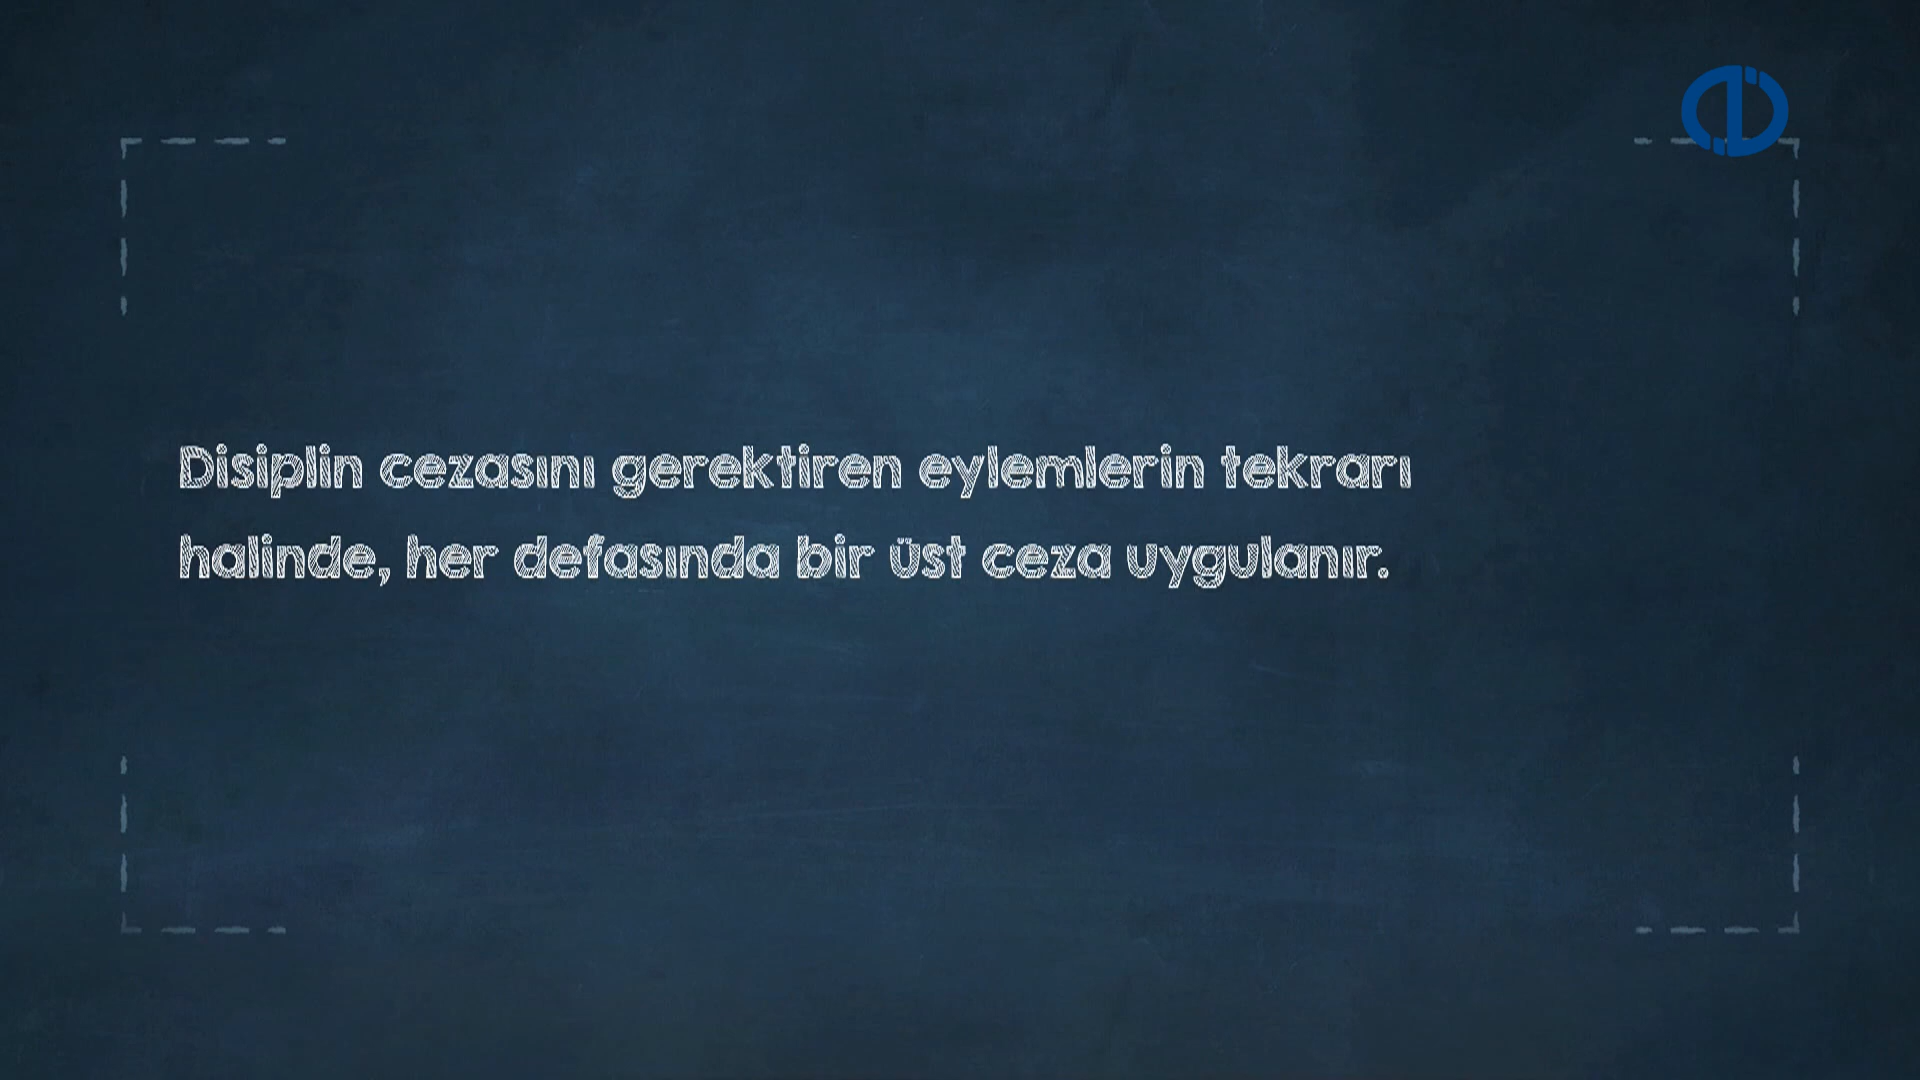 Disiplin cezasını gerektiren eylemlerin tekrarı
halinde, her defasında bir üst ceza uygulanır.